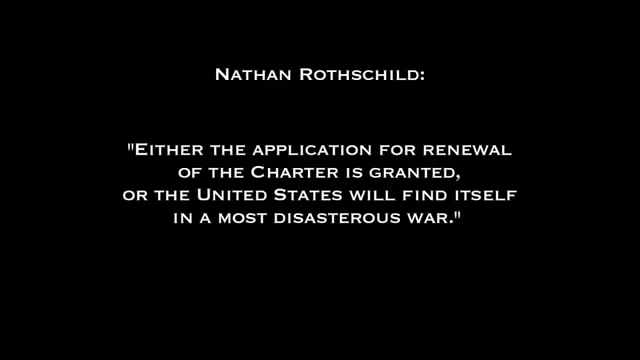 Nathan Rothschild:
"Either the application for renewal
of the Charter is granted,
or the United States will find itself
in a most disasterous war."